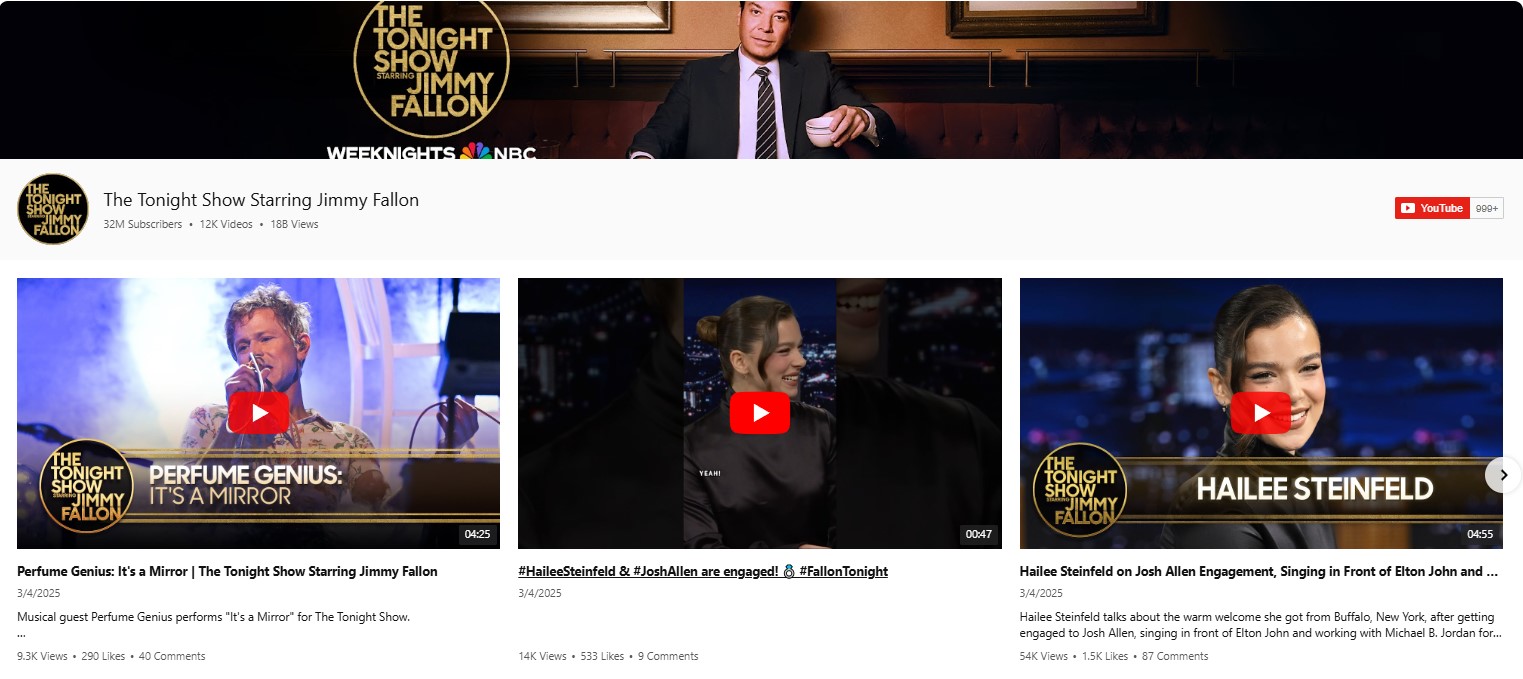 THE
TONIGHT
SHOW
STARRING JIMMY
FALLON
WEEKNIGHTS NBC
THE
TONIGHT
SHOW
STARRING JIMMY
FALLON
The Tonight Show Starring Jimmy Fallon
32M Subscribers • 12K Videos • 18B Views
YouTube 999+
THE
TONIGHT
SHOW
STARRING JIMMY
FALLON
PERFUME GENIUS:
IT'S A MIRROR
04:25
Perfume Genius: It's a Mirror | The Tonight Show Starring Jimmy Fallon
3/4/2025
Musical guest Perfume Genius performs "It's a Mirror" for The Tonight Show.
...
9.3K Views • 290 Likes • 40 Comments
YEAH!
00:47
#HaileeSteinfeld & #JoshAllen are engaged! 💍 #FallonTonight
3/4/2025
14K Views • 533 Likes • 9 Comments
THE
TONIGHT
SHOW
STARRING JIMMY
FALLON
HAILEE STEINFELD
04:55
Hailee Steinfeld on Josh Allen Engagement, Singing in Front of Elton John and ...
3/4/2025
Hailee Steinfeld talks about the warm welcome she got from Buffalo, New York, after getting
engaged to Josh Allen, singing in front of Elton John and working with Michael B. Jordan for...
54K Views • 1.5K Likes • 87 Comments